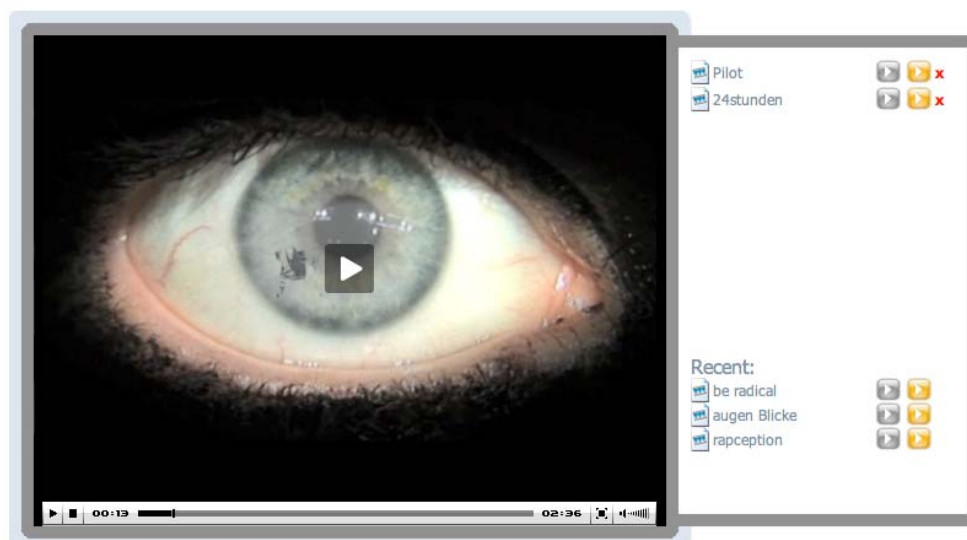 Pilot
x
24stunden
x
Recent:
be radical
augen Blicke
rapception
00:13
02:36